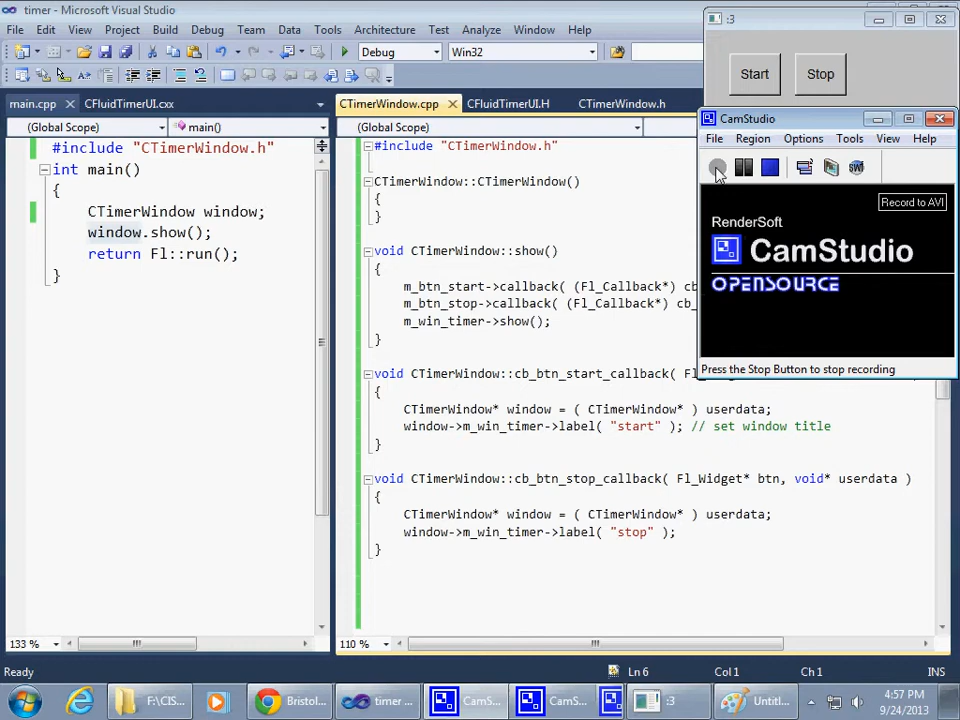 timer - Microsoft Visual Studio
File Edit View Project Build Debug Team Data Tools Architecture Test Analyze Window Help
Debug Win32
main.cpp CFluidTimerUI.cxx
(Global Scope) main()
#include "CTimerWindow.h"
int main()
{
CTimerWindow window;
window.show();
return Fl::run();
}
133 %
CTimerWindow.cpp CFluidTimerUI.H CTimerWindow.h
(Global Scope)
#include "CTimerWindow.h"
CTimerWindow::CTimerWindow()
{
}
void CTimerWindow::show()
{
m_btn_start->callback( (Fl_Callback*) cb_
m_btn_stop->callback( (Fl_Callback*) cb_
m_win_timer->show();
}
void CTimerWindow::cb_btn_start_callback(
{
CTimerWindow* window = ( CTimerWindow* ) userdata;
window->m_win_timer->label( "start" ); // set window title
}
void CTimerWindow::cb_btn_stop_callback( Fl_Widget* btn, void* userdata )
{
CTimerWindow* window = ( CTimerWindow* ) userdata;
window->m_win_timer->label( "stop" );
}
110 %
:3
Start Stop
CamStudio
File Region Options Tools View Help
Record to AVI
RenderSoft
CamStudio
OPENSOURCE
Press the Stop Button to stop recording
Ready Ln 6 Col 1 Ch 1 INS
F:\CIS... Bristol... timer ... CamS... CamS... :3 Untitl...
4:57 PM
9/24/2013